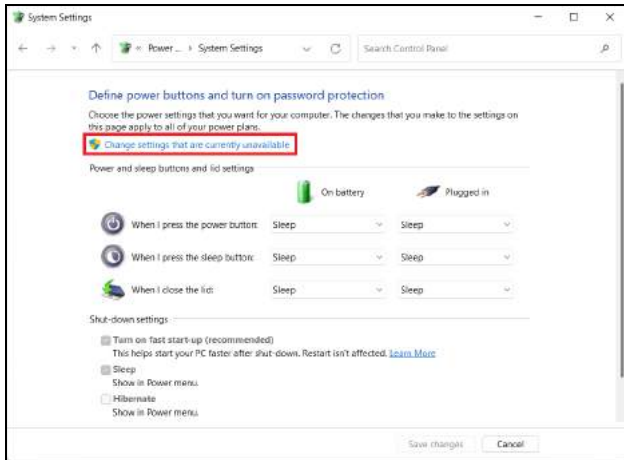 System Settings
« Power ... › System Settings
Search Control Panel
Define power buttons and turn on password protection
Choose the power settings that you want for your computer. The changes that you make to the settings on
this page apply to all of your power plans.
Change settings that are currently unavailable
Power and sleep buttons and lid settings
On battery Plugged in
When I press the power button: Sleep Sleep
When I press the sleep button: Sleep Sleep
When I close the lid: Sleep Sleep
Shut-down settings
Turn on fast start-up (recommended)
This helps start your PC faster after shut-down. Restart isn't affected. Learn More
Sleep
Show in Power menu.
Hibernate
Show in Power menu.
Save changes Cancel